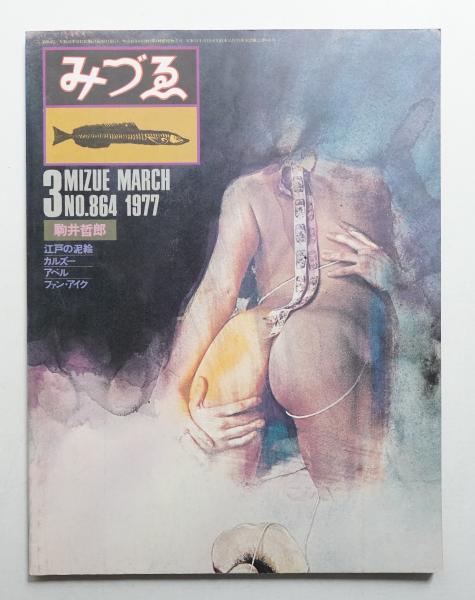 みづゑ
3 MIZUE MARCH
NO.864 1977
駒井哲郎
江戸の泥絵
カルズー
アペル
ファン・アイク